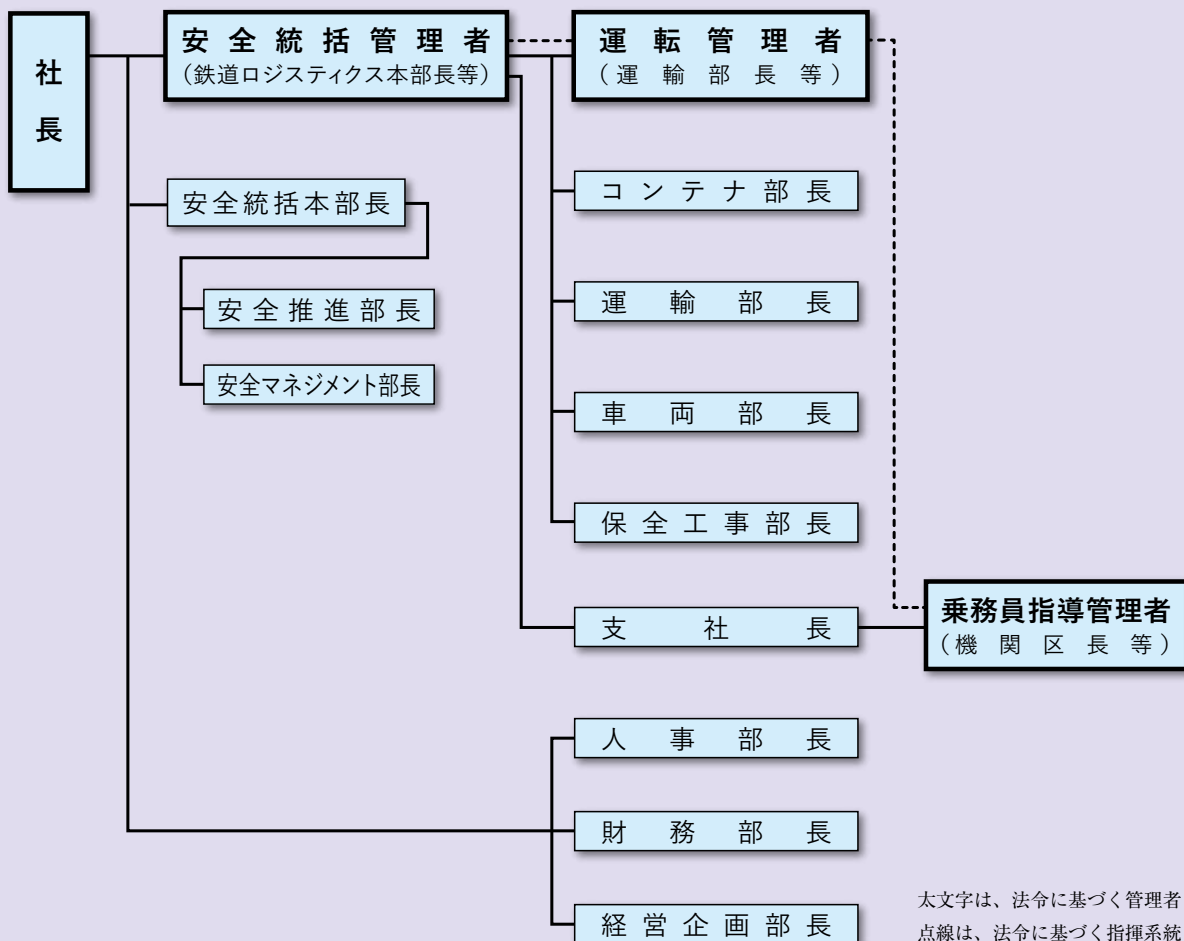 社長
安全統括管理者
（鉄道ロジスティクス本部長等）
運転管理者
（運輸部長等）
安全統括本部長
安全推進部長
安全マネジメント部長
コンテナ部長
運輸部長
車両部長
保全工事部長
支社長
乗務員指導管理者
（機関区長等）
人事部長
財務部長
経営企画部長
太文字は、法令に基づく管理者
点線は、法令に基づく指揮系統